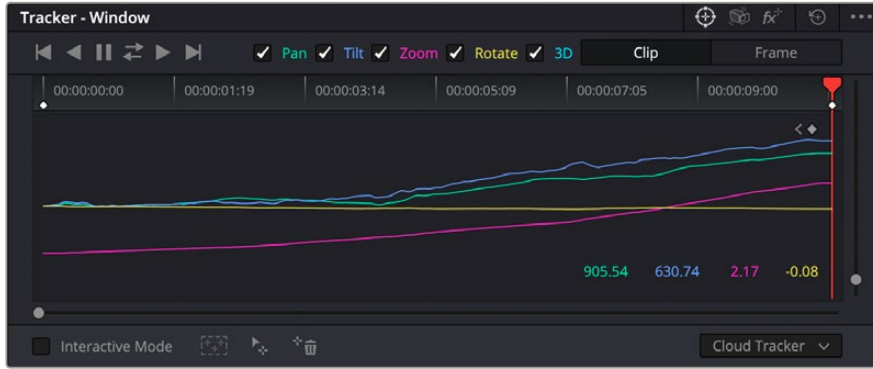 Tracker - Window
fx
Pan Tilt Zoom Rotate 3D Clip Frame
00:00:00:00 00:00:01:19 00:00:03:14 00:00:05:09 00:00:07:05 00:00:09:00
905.54 630.74 2.17 -0.08
Interactive Mode Cloud Tracker